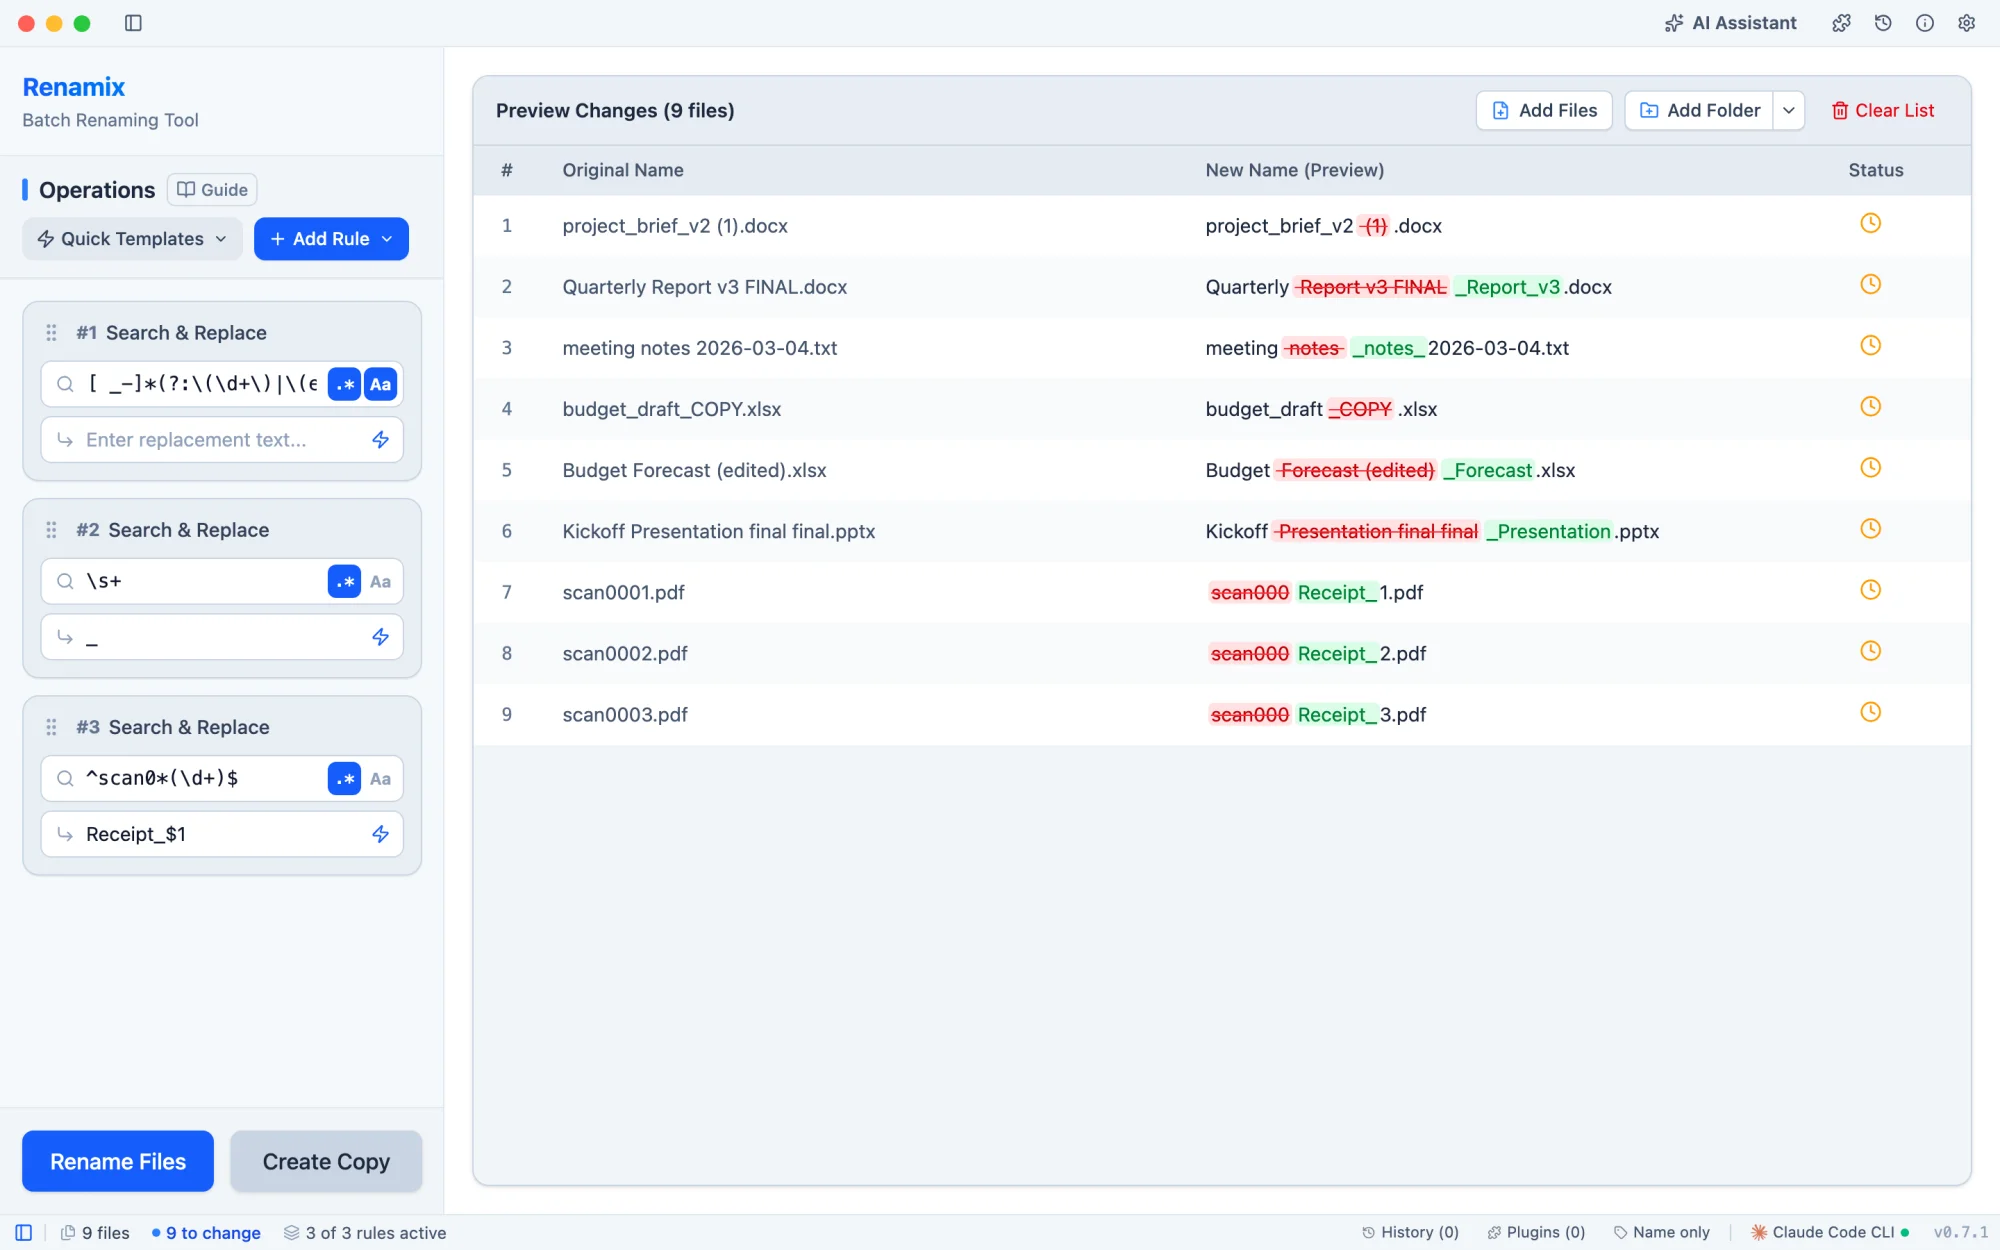 AI Assistant
Renamix
Batch Renaming Tool
Operations
Guide
Quick Templates
+ Add Rule
#1 Search & Replace
[ _-]*(?:\(\d+\)|\(
.*
Aa
Enter replacement text...
#2 Search & Replace
\s+
.*
Aa
_
#3 Search & Replace
^scan0*(\d+)$
.*
Aa
Receipt_$1
Rename Files
Create Copy
Preview Changes (9 files)
Add Files
Add Folder
Clear List
# Original Name New Name (Preview) Status
1 project_brief_v2 (1).docx project_brief_v2 (1) .docx
2 Quarterly Report v3 FINAL.docx Quarterly Report v3 FINAL _Report_v3.docx
3 meeting notes 2026-03-04.txt meeting notes _notes_2026-03-04.txt
4 budget_draft_COPY.xlsx budget_draft _COPY .xlsx
5 Budget Forecast (edited).xlsx Budget Forecast (edited) _Forecast.xlsx
6 Kickoff Presentation final final.pptx Kickoff Presentation final final _Presentation.pptx
7 scan0001.pdf scan000 Receipt_1.pdf
8 scan0002.pdf scan000 Receipt_2.pdf
9 scan0003.pdf scan000 Receipt_3.pdf
9 files
9 to change
3 of 3 rules active
History (0)
Plugins (0)
Name only
Claude Code CLI
v0.7.1